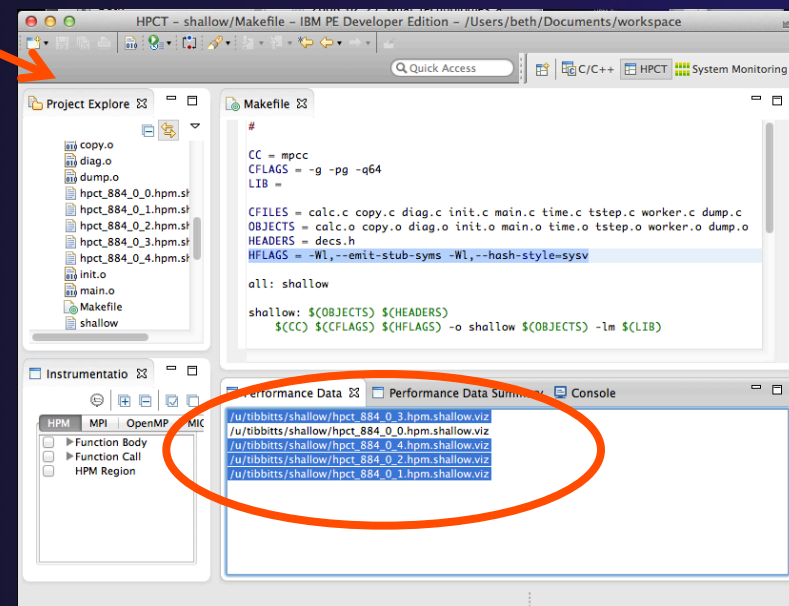 HPCT - shallow/Makefile - IBM PE Developer Edition - /Users/beth/Documents/workspace
Quick Access
C/C++
HPCT
System Monitoring
Project Explore
copy.o
diag.o
dump.o
hpct_884_0_0.hpm.sh
hpct_884_0_1.hpm.sh
hpct_884_0_2.hpm.sh
hpct_884_0_3.hpm.sh
hpct_884_0_4.hpm.sh
init.o
main.o
Makefile
shallow
Makefile
#
CC = mpcc
CFLAGS = -g -pg -q64
LIB =
CFILES = calc.c copy.c diag.c init.c main.c time.c tstep.c worker.c dump.c
OBJECTS = calc.o copy.o diag.o init.o main.o time.o tstep.o worker.o dump.o
HEADERS = decs.h
HFLAGS = -Wl,--emit-stub-syms -Wl,--hash-style=sysv
all: shallow
shallow: $(OBJECTS) $(HEADERS)
$(CC) $(CFLAGS) $(HFLAGS) -o shallow $(OBJECTS) -lm $(LIB)
Instrumentatio
HPM
MPI
OpenMP
Function Body
Function Call
HPM Region
Performance Data
Performance Data Summary
Console
/u/tibbitts/shallow/hpct_884_0_3.hpm.shallow.viz
/u/tibbitts/shallow/hpct_884_0_0.hpm.shallow.viz
/u/tibbitts/shallow/hpct_884_0_4.hpm.shallow.viz
/u/tibbitts/shallow/hpct_884_0_2.hpm.shallow.viz
/u/tibbitts/shallow/hpct_884_0_1.hpm.shallow.viz